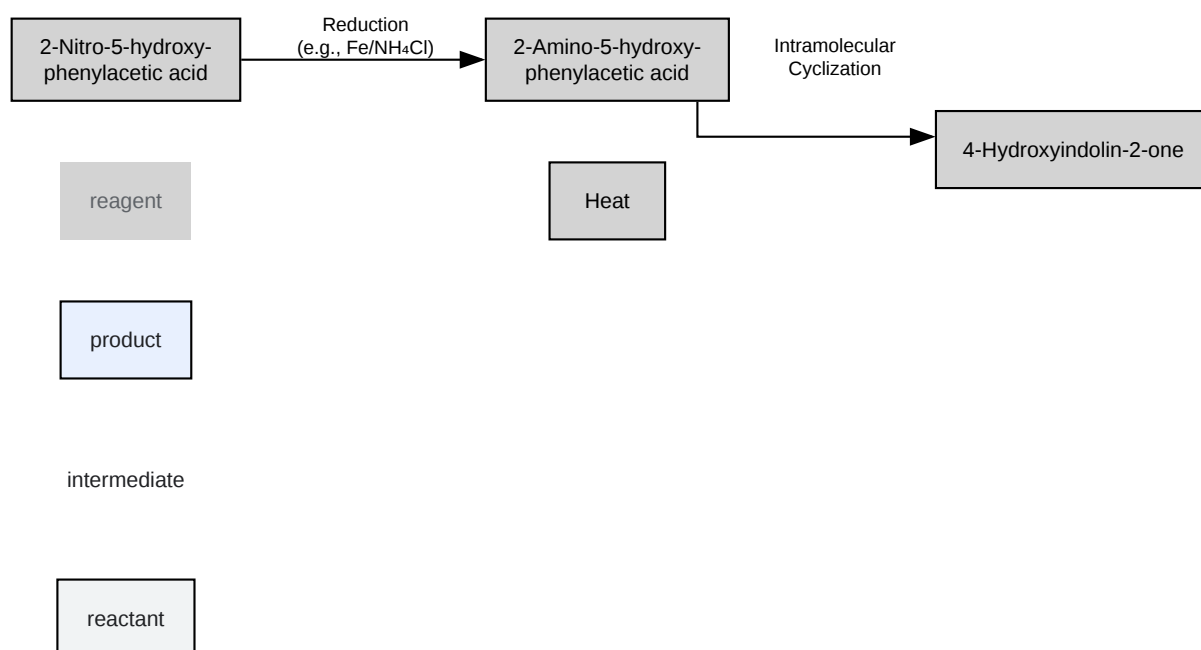 2-Nitro-5-hydroxy-
phenylacetic acid
Reduction
(e.g., Fe/NH₄Cl)
2-Amino-5-hydroxy-
phenylacetic acid
Intramolecular
Cyclization
4-Hydroxyindolin-2-one
reagent
Heat
product
intermediate
reactant